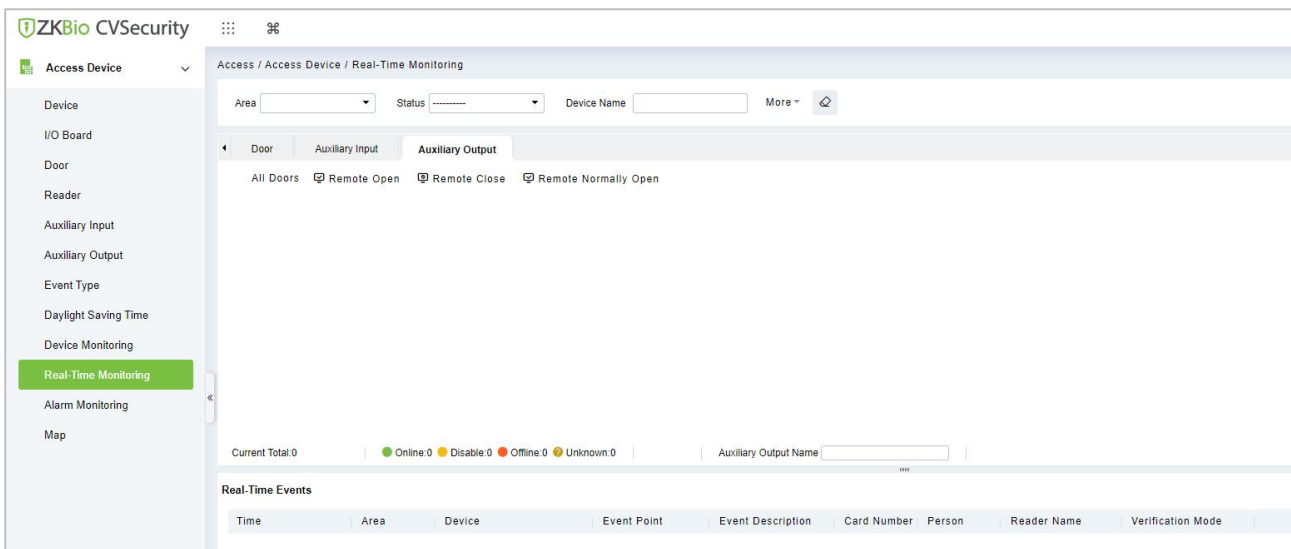 ZKBio CVSecurity
Access Device
Access / Access Device / Real-Time Monitoring
Device
I/O Board
Door
Reader
Auxiliary Input
Auxiliary Output
Event Type
Daylight Saving Time
Device Monitoring
Real-Time Monitoring
Alarm Monitoring
Map
Area Status ---------- Device Name More
Door Auxiliary Input Auxiliary Output
All Doors Remote Open Remote Close Remote Normally Open
Current Total:0 Online:0 Disable:0 Offline:0 ? Unknown:0 Auxiliary Output Name
Real-Time Events
Time Area Device Event Point Event Description Card Number Person Reader Name Verification Mode